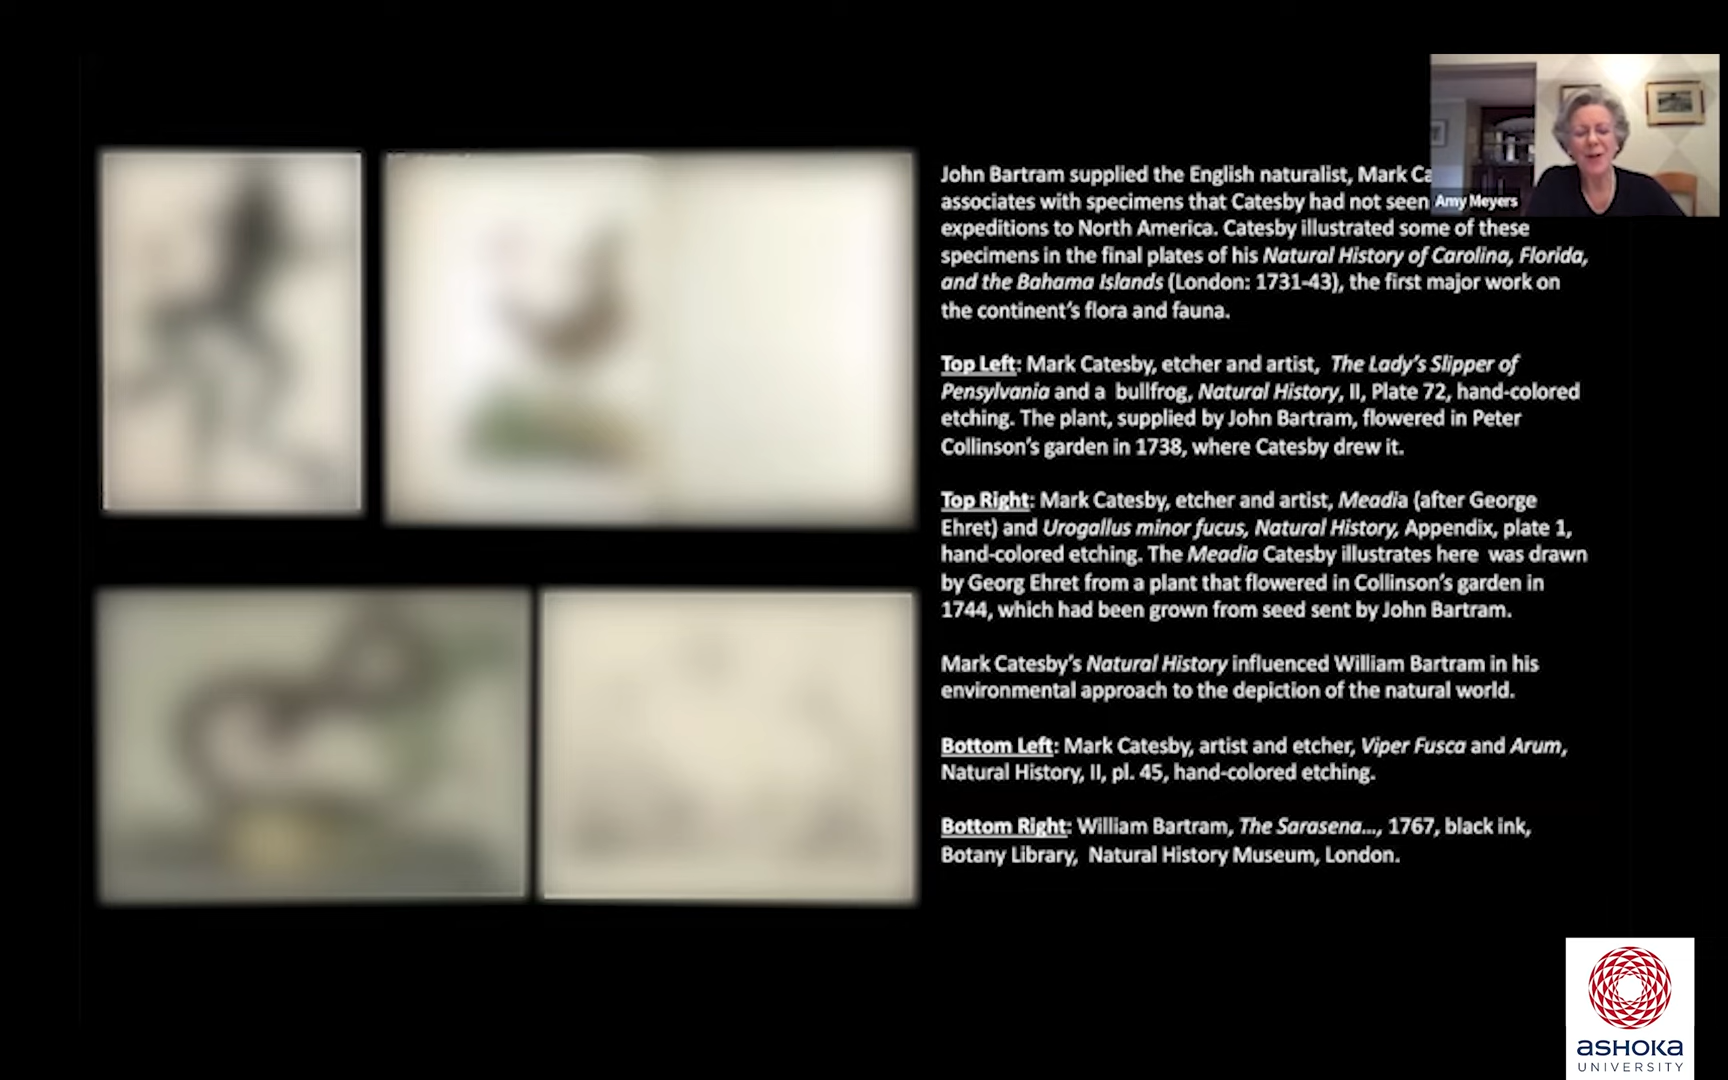 John Bartram supplied the English naturalist, Mark Ca
associates with specimens that Catesby had not seen
expeditions to North America. Catesby illustrated some of these
specimens in the final plates of his Natural History of Carolina, Florida,
and the Bahama Islands (London: 1731-43), the first major work on
the continent's flora and fauna.
Top Left: Mark Catesby, etcher and artist, The Lady's Slipper of
Pensylvania and a bullfrog, Natural History, II, Plate 72, hand-colored
etching. The plant, supplied by John Bartram, flowered in Peter
Collinson's garden in 1738, where Catesby drew it.
Top Right: Mark Catesby, etcher and artist, Meadia (after George
Ehret) and Urogallus minor fucus, Natural History, Appendix, plate 1,
hand-colored etching. The Meadia Catesby illustrates here was drawn
by Georg Ehret from a plant that flowered in Collinson's garden in
1744, which had been grown from seed sent by John Bartram.
Mark Catesby's Natural History influenced William Bartram in his
environmental approach to the depiction of the natural world.
Bottom Left: Mark Catesby, artist and etcher, Viper Fusca and Arum,
Natural History, II, pl. 45, hand-colored etching.
Bottom Right: William Bartram, The Sarasena..., 1767, black ink,
Botany Library, Natural History Museum, London.
Amy Meyers
ASHOKA
UNIVERSITY